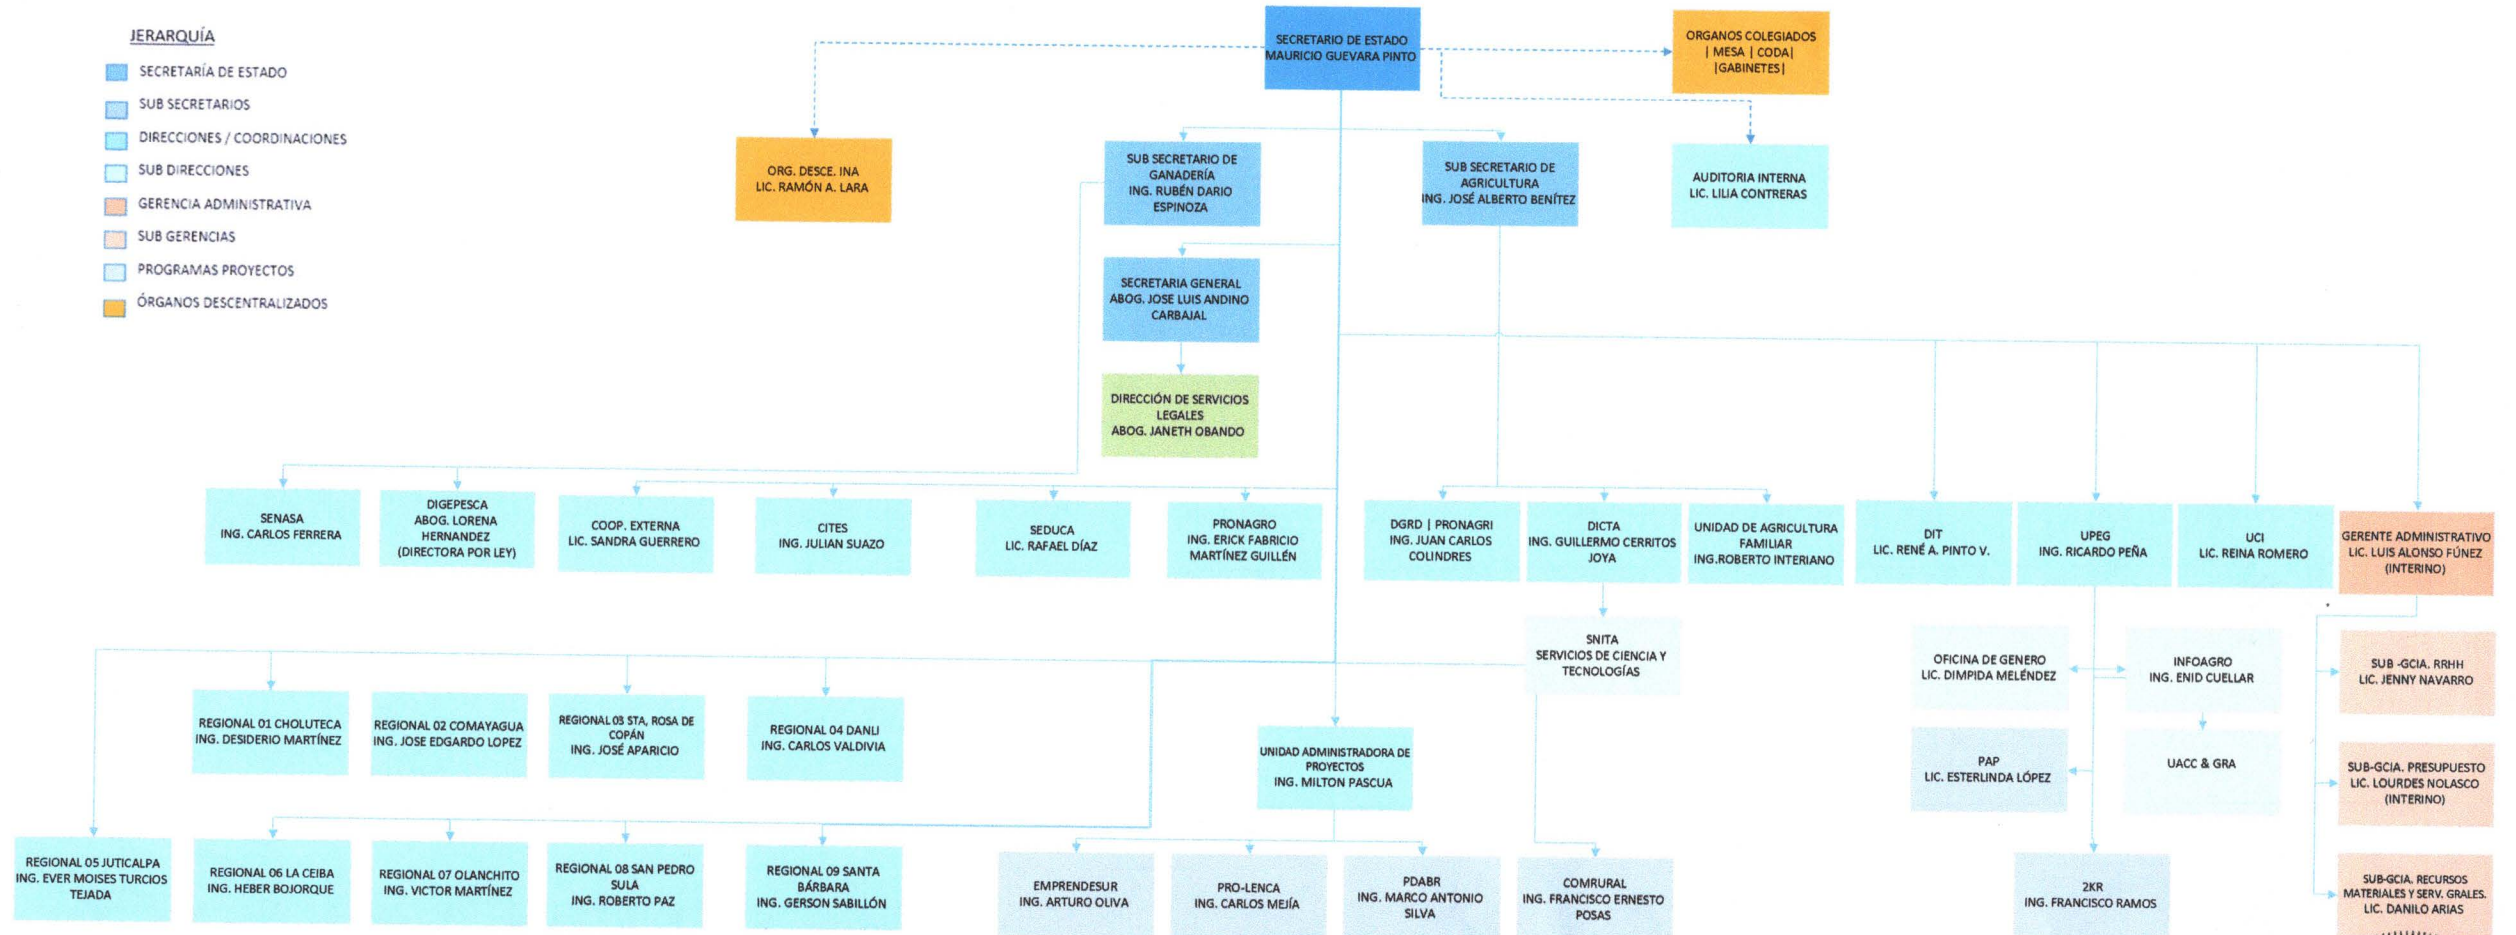 JERARQUÍA
SECRETARÍA DE ESTADO
SUB SECRETARIOS
DIRECCIONES / COORDINACIONES
SUB DIRECCIONES
GERENCIA ADMINISTRATIVA
SUB GERENCIAS
PROGRAMAS PROYECTOS
ÓRGANOS DESCENTRALIZADOS
SECRETARIO DE ESTADO
MAURICIO GUEVARA PINTO
ORGANOS COLEGIADOS
| MESA | CODA|
|GABINETES|
ORG. DESCE. INA
LIC. RAMÓN A. LARA
SUB SECRETARIO DE
GANADERÍA
ING. RUBÉN DARIO
ESPINOZA
SUB SECRETARIO DE
AGRICULTURA
ING. JOSÉ ALBERTO BENÍTEZ
AUDITORIA INTERNA
LIC. LILIA CONTRERAS
SECRETARIA GENERAL
ABOG. JOSE LUIS ANDINO
CARBAJAL
DIRECCIÓN DE SERVICIOS
LEGALES
ABOG. JANETH OBANDO
SENASA
ING. CARLOS FERRERA
DIGEPESCA
ABOG. LORENA
HERNANDEZ
(DIRECTORA POR LEY)
COOP. EXTERNA
LIC. SANDRA GUERRERO
CITES
ING. JULIAN SUAZO
SEDUCA
LIC. RAFAEL DÍAZ
PRONAGRO
ING. ERICK FABRICIO
MARTÍNEZ GUILLÉN
DGRD | PRONAGRI
ING. JUAN CARLOS
COLINDRES
DICTA
ING. GUILLERMO CERRITOS
JOYA
UNIDAD DE AGRICULTURA
FAMILIAR
ING.ROBERTO INTERIANO
DIT
LIC. RENÉ A. PINTO V.
UPEG
ING. RICARDO PEÑA
UCI
LIC. REINA ROMERO
GERENTE ADMINISTRATIVO
LIC. LUIS ALONSO FÚNEZ
(INTERINO)
SNITA
SERVICIOS DE CIENCIA Y
TECNOLOGÍAS
OFICINA DE GENERO
LIC. DIMPIDA MELÉNDEZ
INFOAGRO
ING. ENID CUELLAR
SUB -GCIA. RRHH
LIC. JENNY NAVARRO
REGIONAL 01 CHOLUTECA
ING. DESIDERIO MARTÍNEZ
REGIONAL 02 COMAYAGUA
ING. JOSE EDGARDO LOPEZ
REGIONAL 03 STA, ROSA DE
COPÁN
ING. JOSÉ APARICIO
REGIONAL 04 DANLI
ING. CARLOS VALDIVIA
UNIDAD ADMINISTRADORA DE
PROYECTOS
ING. MILTON PASCUA
PAP
LIC. ESTERLINDA LÓPEZ
UACC & GRA
SUB-GCIA. PRESUPUESTO
LIC. LOURDES NOLASCO
(INTERINO)
REGIONAL 05 JUTICALPA
ING. EVER MOISES TURCIOS
TEJADA
REGIONAL 06 LA CEIBA
ING. HEBER BOJORQUE
REGIONAL 07 OLANCHITO
ING. VICTOR MARTÍNEZ
REGIONAL 08 SAN PEDRO
SULA
ING. ROBERTO PAZ
REGIONAL 09 SANTA
BÁRBARA
ING. GERSON SABILLÓN
EMPRENDESUR
ING. ARTURO OLIVA
PRO-LENCA
ING. CARLOS MEJÍA
PDABR
ING. MARCO ANTONIO
SILVA
COMRURAL
ING. FRANCISCO ERNESTO
POSAS
2KR
ING. FRANCISCO RAMOS
SUB-GCIA. RECURSOS
MATERIALES Y SERV. GRALES.
LIC. DANILO ARIAS